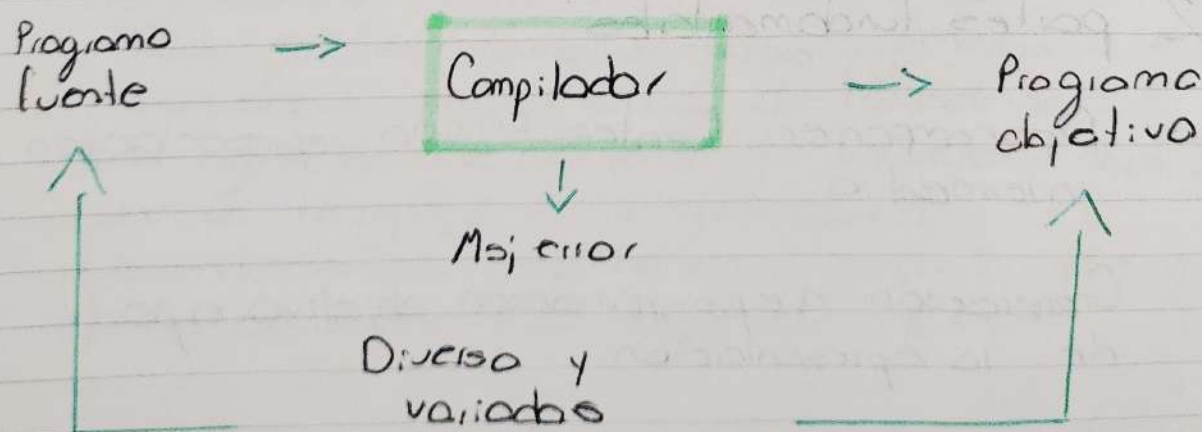 Programa
fuente
Compilador
Programa
objetivo
Msj error
Diverso y
variados